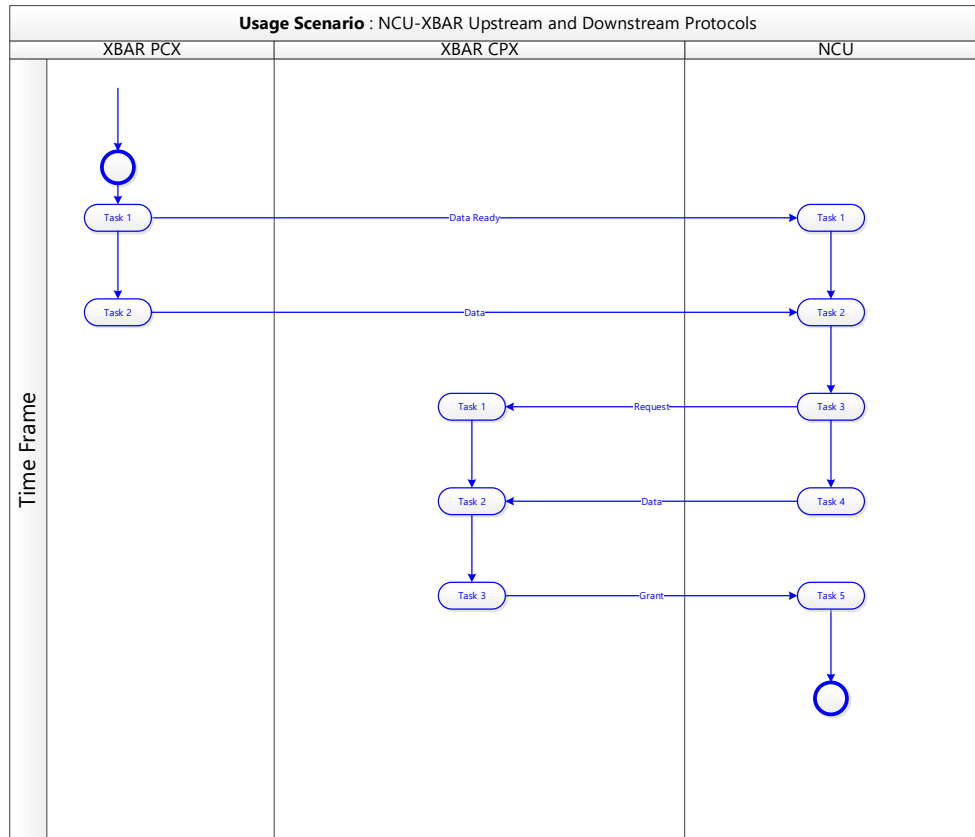 Usage Scenario : NCU-XBAR Upstream and Downstream Protocols
XBAR PCX
XBAR CPX
NCU
Time Frame
Task 1
Data Ready
Task 1
Task 2
Data
Task 2
Task 1
Request
Task 3
Task 2
Data
Task 4
Task 3
Grant
Task 5